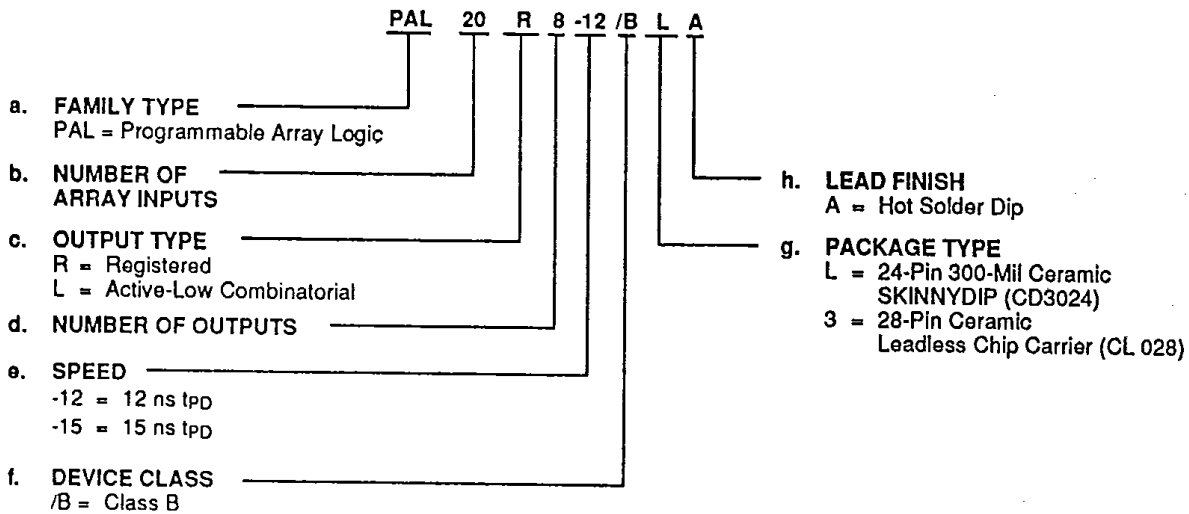 PAL 20 R 8 -12 /B L A
a. FAMILY TYPE
PAL = Programmable Array Logic
b. NUMBER OF
ARRAY INPUTS
c. OUTPUT TYPE
R = Registered
L = Active-Low Combinatorial
d. NUMBER OF OUTPUTS
e. SPEED
-12 = 12 ns tPD
-15 = 15 ns tPD
f. DEVICE CLASS
/B = Class B
h. LEAD FINISH
A = Hot Solder Dip
g. PACKAGE TYPE
L = 24-Pin 300-Mil Ceramic
SKINNYDIP (CD3024)
3 = 28-Pin Ceramic
Leadless Chip Carrier (CL 028)